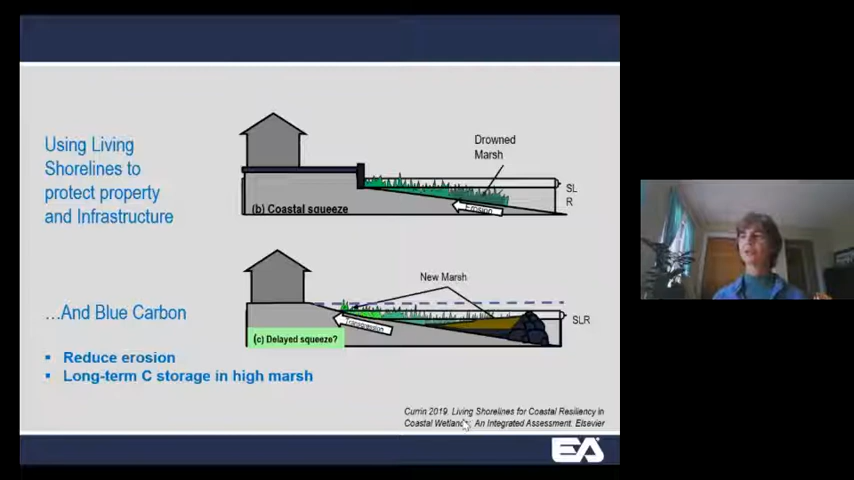 Using Living
Shorelines to
protect property
and Infrastructure
Drowned
Marsh
SL
R
(b) Coastal squeeze
Erosion
New Marsh
SLR
Transgression
(c) Delayed squeeze?
…And Blue Carbon
▪ Reduce erosion
▪ Long-term C storage in high marsh
Currin 2019. Living Shorelines for Coastal Resiliency in
Coastal Wetlands: An Integrated Assessment. Elsevier
EA